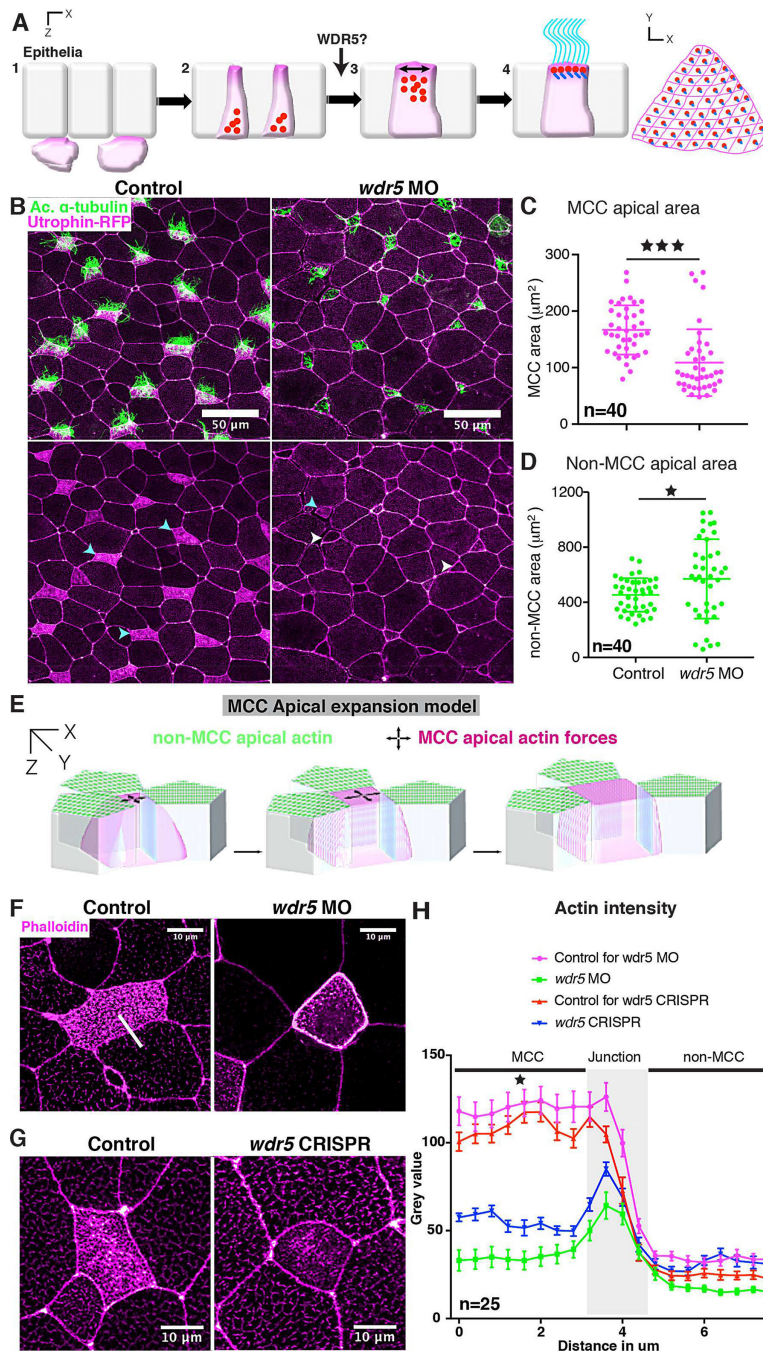 A
X
Z
Epithelia
1
2
WDR5?
3
4
Y
X
Control
wdr5 MO
B
Ac. α-tubulin
Utrophin-RFP
50 μm
50 μm
C
MCC apical area
★★★
MCC area (μm²)
300
200
100
0
n=40
D
Non-MCC apical area
★
non-MCC area (μm²)
1200
800
400
0
n=40
Control
wdr5 MO
E
MCC Apical expansion model
X
Y
Z
non-MCC apical actin
MCC apical actin forces
F
Control
wdr5 MO
Phalloidin
10 μm
10 μm
G
Control
wdr5 CRISPR
10 μm
10 μm
H
Actin intensity
Control for wdr5 MO
wdr5 MO
Control for wdr5 CRISPR
wdr5 CRISPR
MCC
Junction
non-MCC
★
Grey value
150
100
50
0
n=25
0
2
4
6
Distance in um